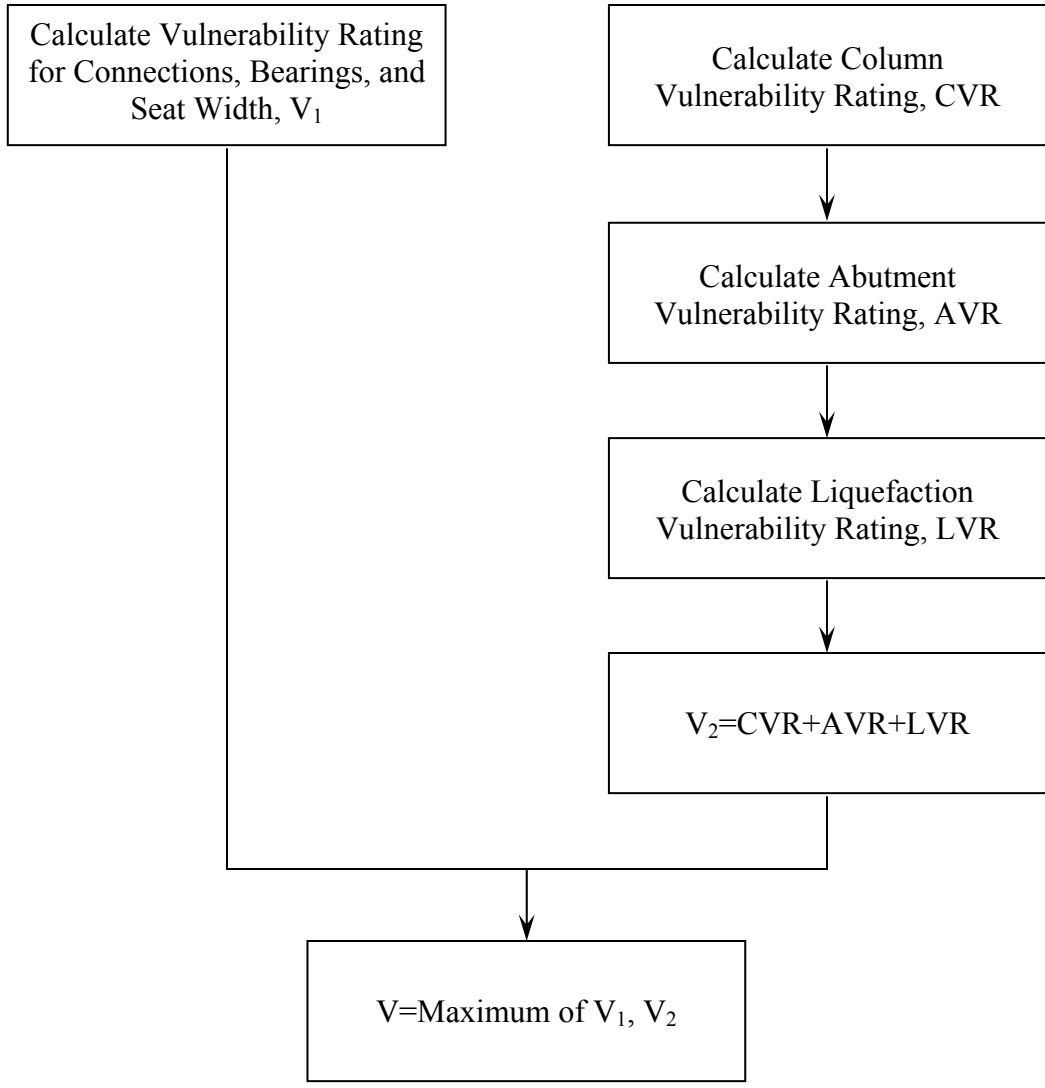 Calculate Vulnerability Rating
for Connections, Bearings, and
Seat Width, V₁
Calculate Column
Vulnerability Rating, CVR
Calculate Abutment
Vulnerability Rating, AVR
Calculate Liquefaction
Vulnerability Rating, LVR
V₂=CVR+AVR+LVR
V=Maximum of V₁, V₂